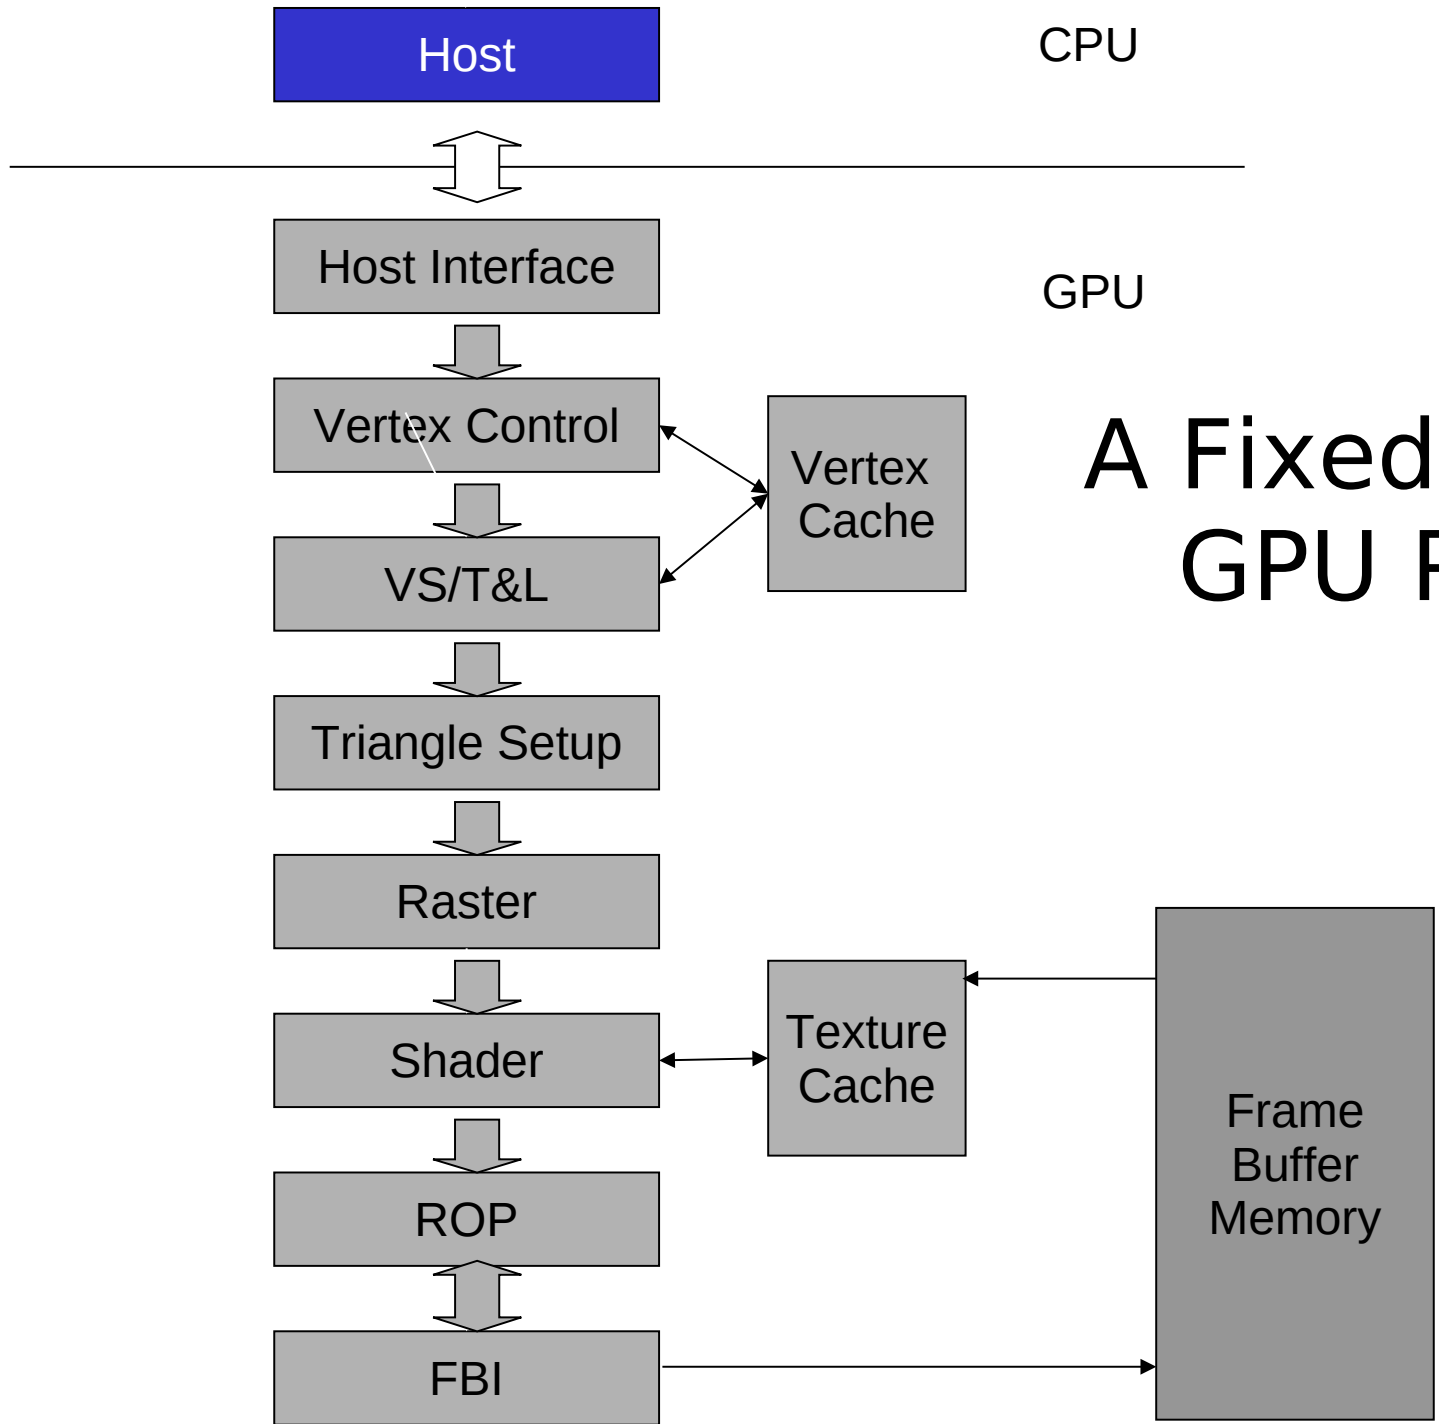 Host
CPU
Host Interface
GPU
Vertex Control
Vertex
Cache
A Fixed
GPU
VS/T&L
Triangle Setup
Raster
Shader
Texture
Cache
Frame
Buffer
Memory
ROP
FBI